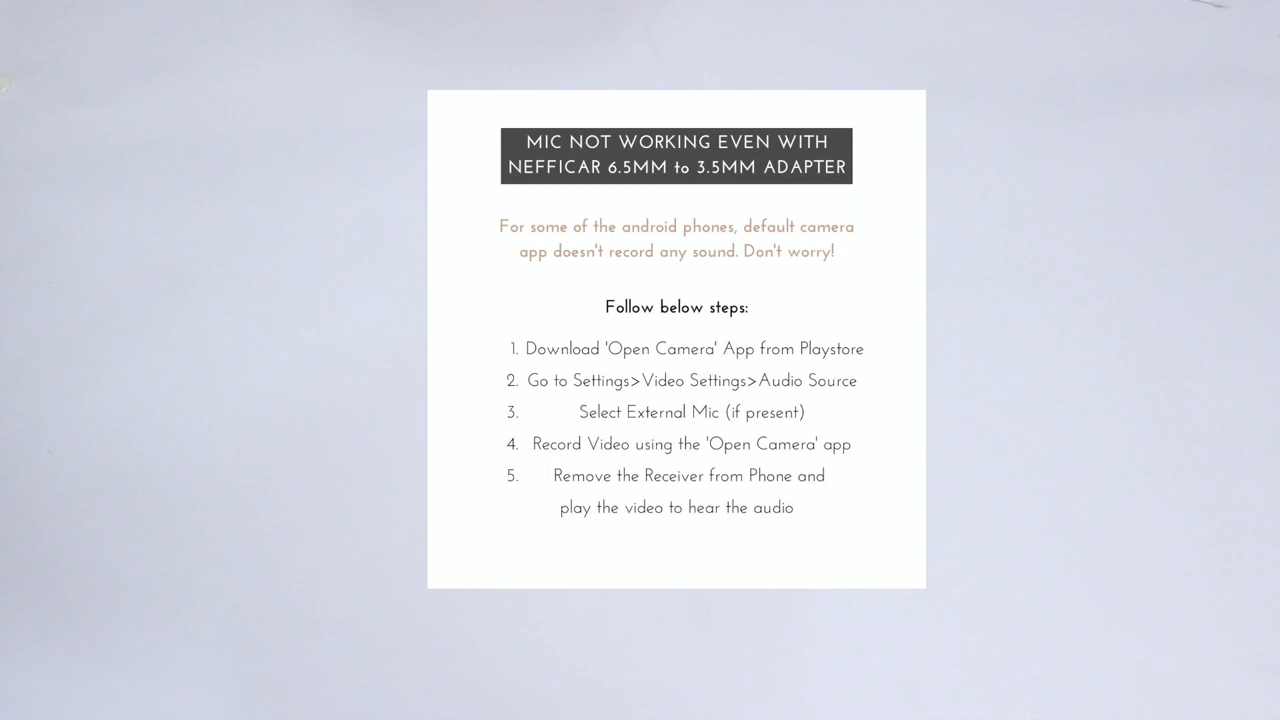 MIC NOT WORKING EVEN WITH
NEFFICAR 6.5MM to 3.5MM ADAPTER
For some of the android phones, default camera
app doesn't record any sound. Don't worry!
Follow below steps:
1. Download 'Open Camera' App from Playstore
2. Go to Settings>Video Settings>Audio Source
3. Select External Mic (if present)
4. Record Video using the 'Open Camera' app
5. Remove the Receiver from Phone and
play the video to hear the audio